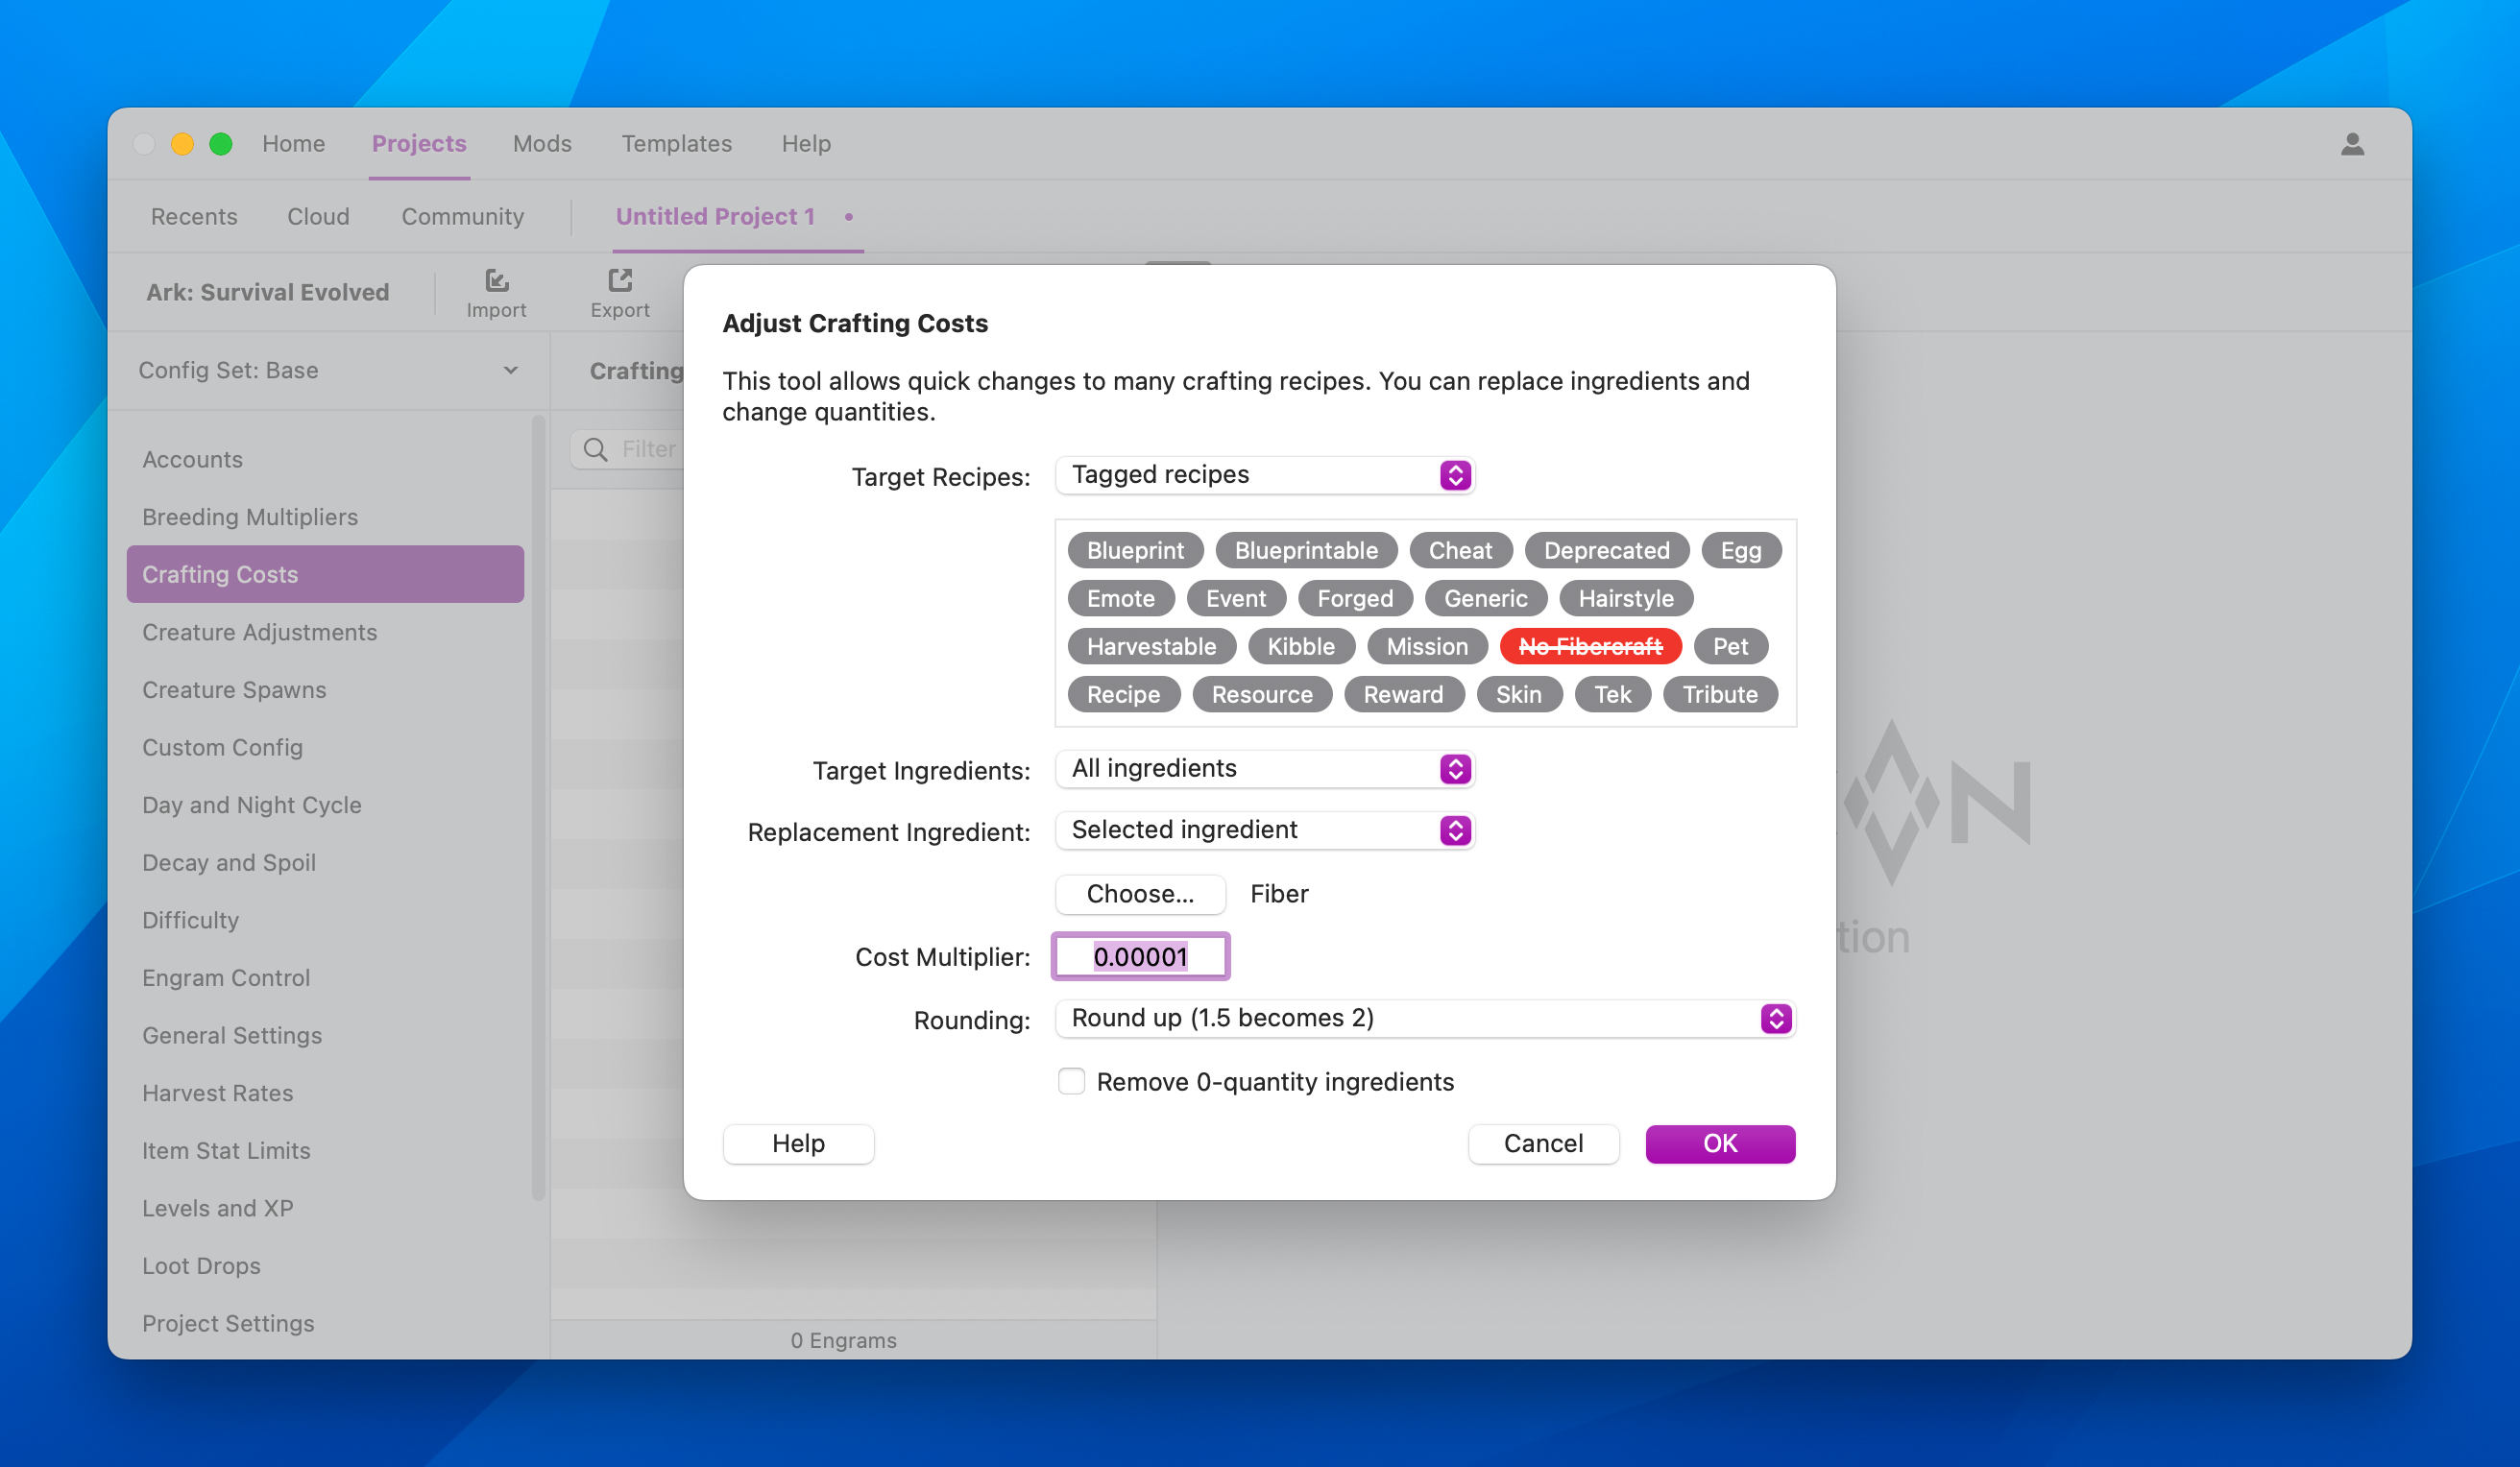 Home Projects Mods Templates Help
Recents Cloud Community Untitled Project 1 •
Ark: Survival Evolved Import Export
Config Set: Base
Crafting
Filter
Accounts
Breeding Multipliers
Crafting Costs
Creature Adjustments
Creature Spawns
Custom Config
Day and Night Cycle
Decay and Spoil
Difficulty
Engram Control
General Settings
Harvest Rates
Item Stat Limits
Levels and XP
Loot Drops
Project Settings
0 Engrams
Adjust Crafting Costs
This tool allows quick changes to many crafting recipes. You can replace ingredients and
change quantities.
Target Recipes: Tagged recipes
Blueprint Blueprintable Cheat Deprecated Egg
Emote Event Forged Generic Hairstyle
Harvestable Kibble Mission No Fibercraft Pet
Recipe Resource Reward Skin Tek Tribute
Target Ingredients: All ingredients
Replacement Ingredient: Selected ingredient
Choose... Fiber
Cost Multiplier: 0.00001
Rounding: Round up (1.5 becomes 2)
Remove 0-quantity ingredients
Help Cancel OK
N
tion